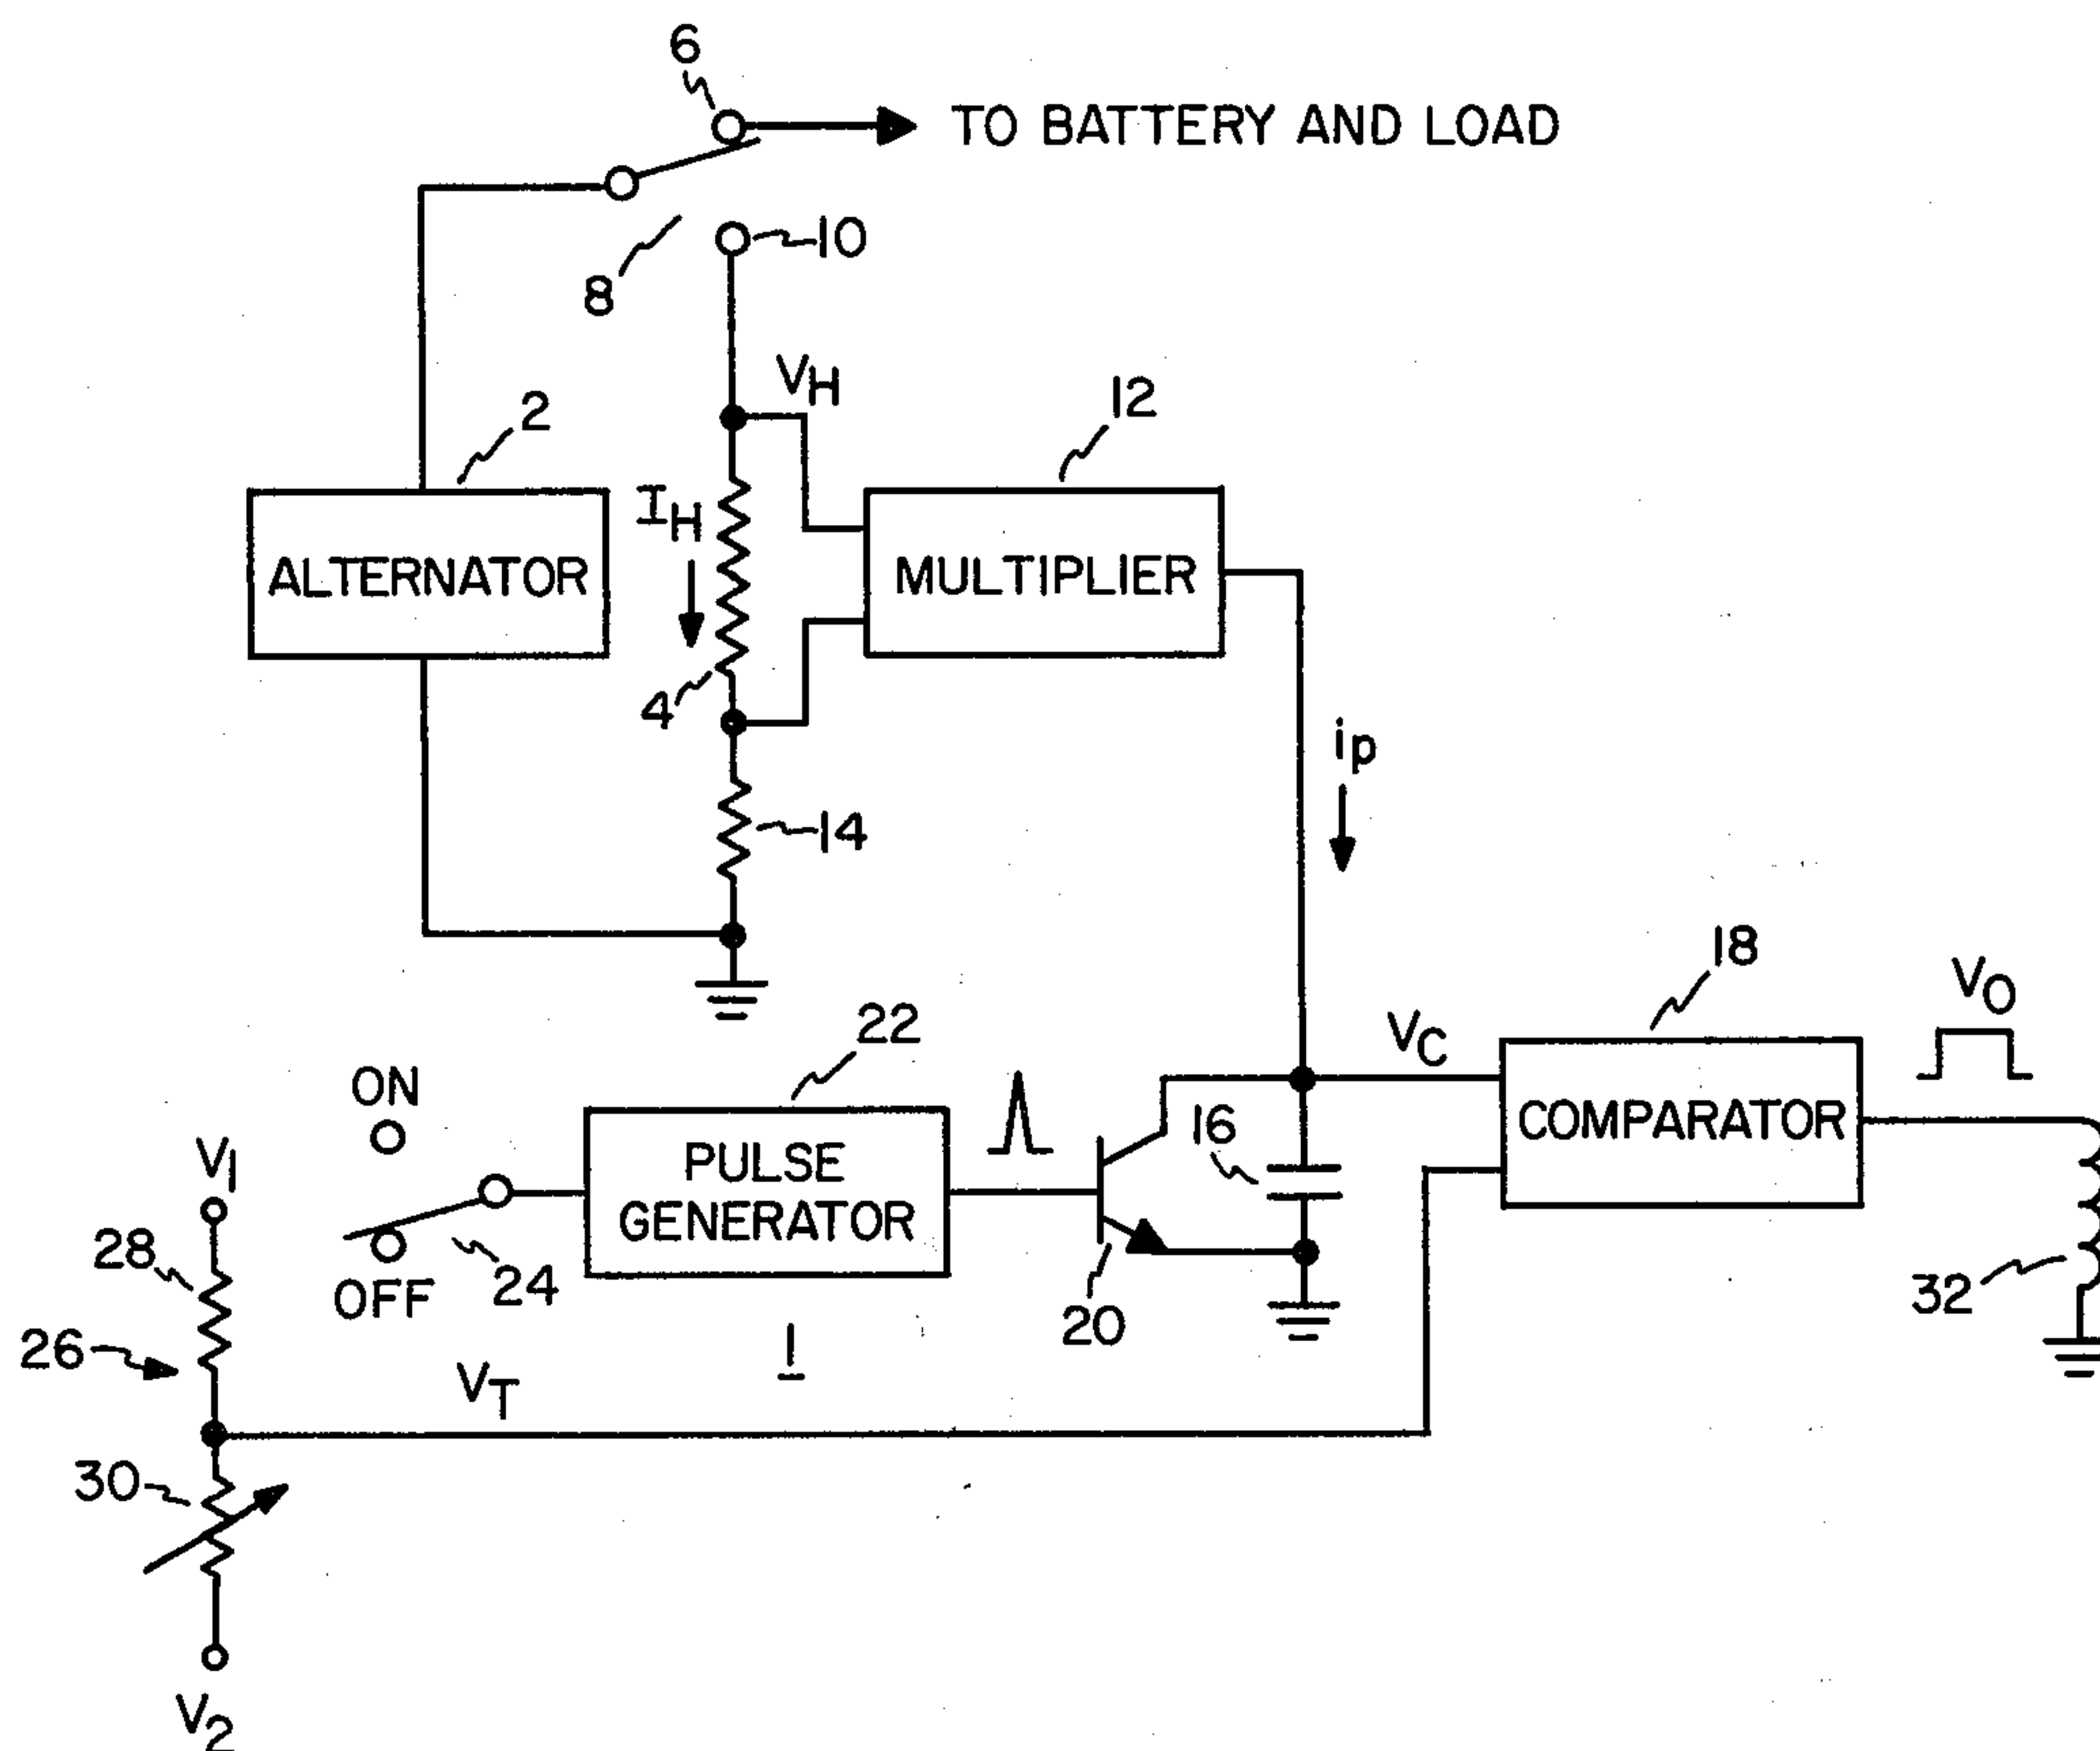 6
TO BATTERY AND LOAD
10
8
VH
12
2
IH
ALTERNATOR
MULTIPLIER
4
ip
14
18
VO
22
VC
ON
COMPARATOR
16
V1
PULSE
GENERATOR
28
24
32
OFF
20
26
1
VT
30
V2